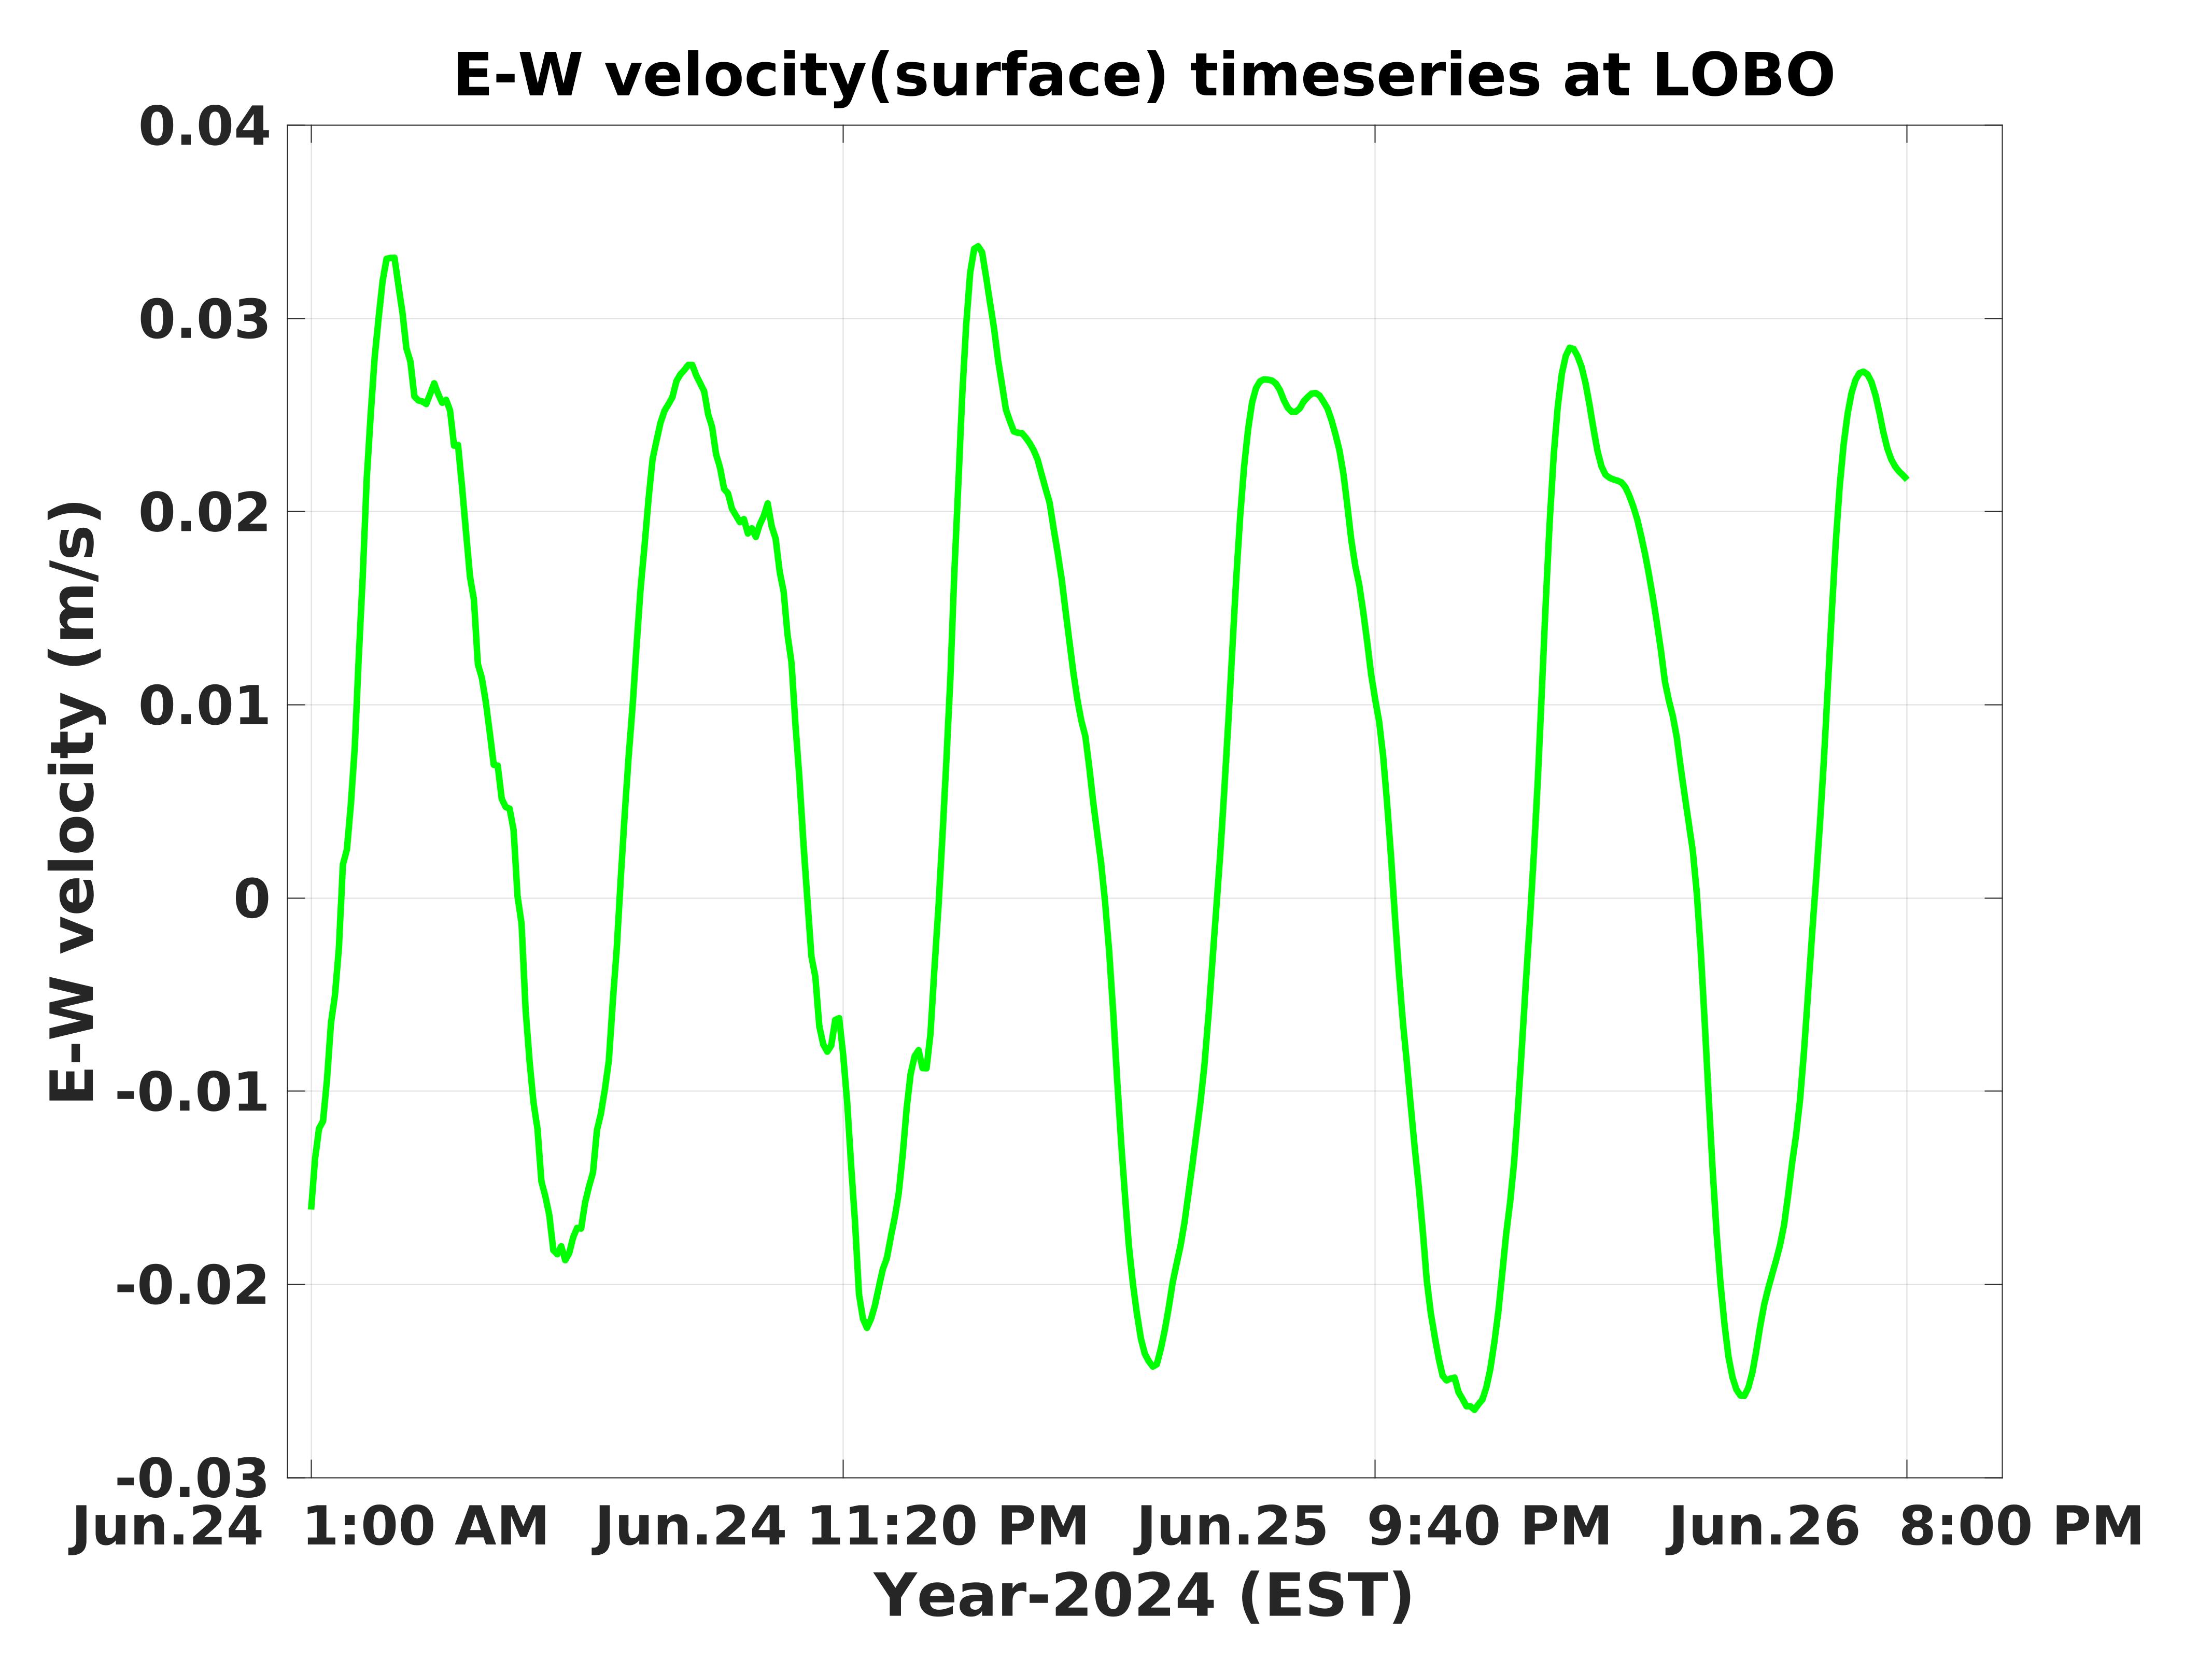 E-W velocity(surface) timeseries at LOBO
0.04
0.03
0.02
0.01
0
-0.01
-0.02
-0.03
E-W velocity (m/s)
Jun.24 1:00 AM
Jun.24 11:20 PM
Jun.25 9:40 PM
Jun.26 8:00 PM
Year-2024 (EST)